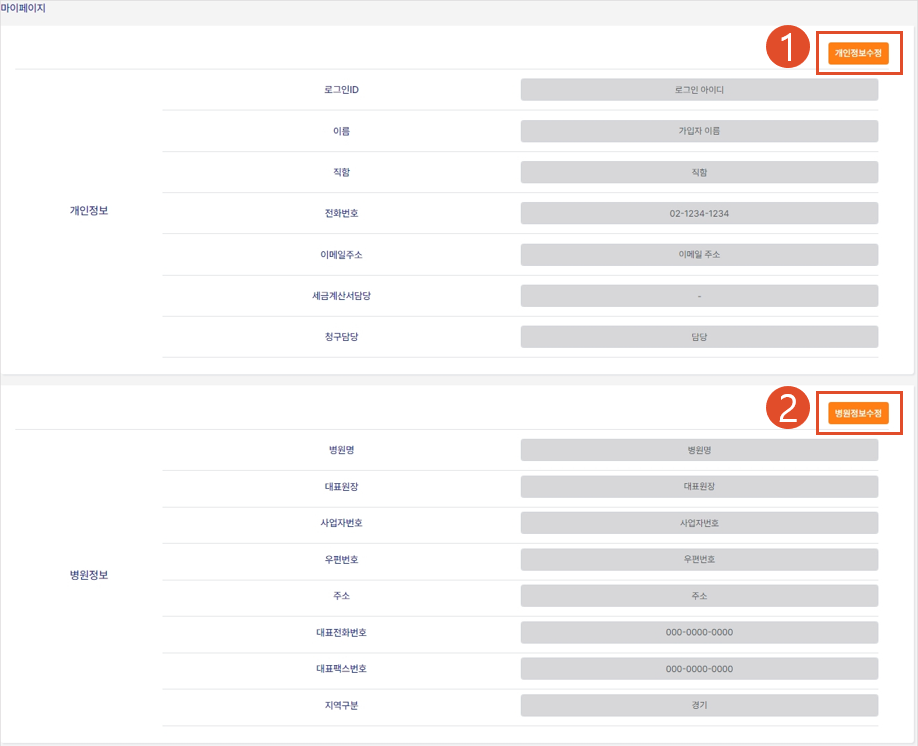 마이페이지
1 개인정보수정
로그인ID 로그인 아이디
이름 가입자 이름
직함 직함
개인정보
전화번호 02-1234-1234
이메일주소 이메일 주소
세금계산서담당 -
청구담당 담당
2 병원정보수정
병원명 병원명
대표원장 대표원장
사업자번호 사업자번호
우편번호 우편번호
병원정보
주소 주소
대표전화번호 000-0000-0000
대표팩스번호 000-0000-0000
지역구분 경기